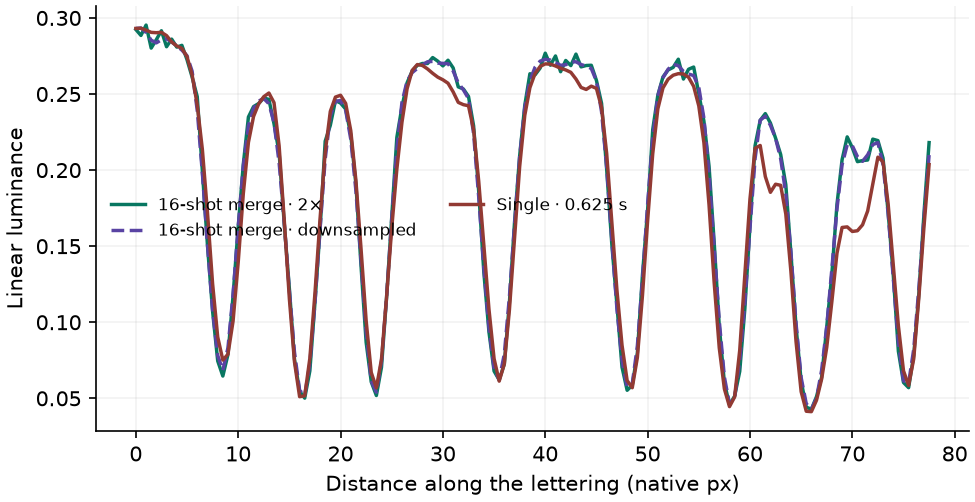 0.30
0.25
0.20
0.15
0.10
0.05
Linear luminance
16-shot merge · 2×
16-shot merge · downsampled
Single · 0.625 s
0 10 20 30 40 50 60 70 80
Distance along the lettering (native px)